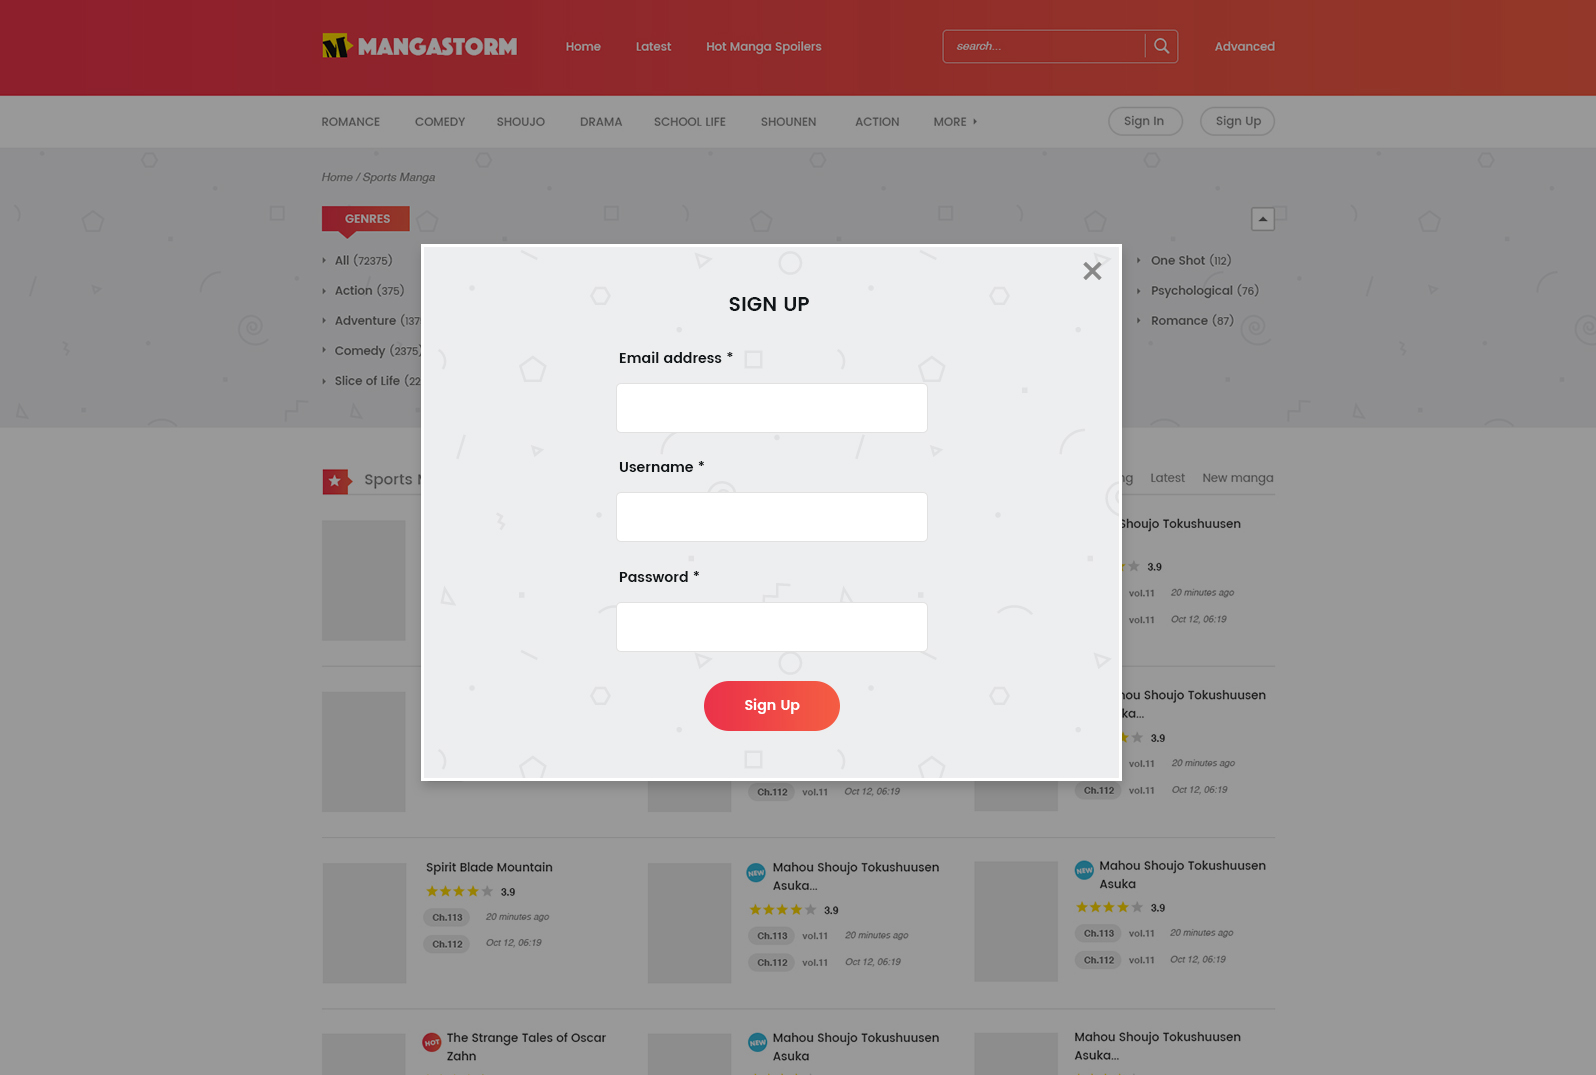 MANGASTORM
Home
Latest
Hot Manga Spoilers
search...
Advanced
ROMANCE
COMEDY
SHOUJO
DRAMA
SCHOOL LIFE
SHOUNEN
ACTION
MORE
Sign In
Sign Up
Home / Sports Manga
GENRES
All (72375)
Action (375)
Adventure (137
Comedy (2375)
Slice of Life (22
One Shot (112)
Psychological (76)
Romance (87)
SIGN UP
Email address *
Username *
Password *
Sign Up
Sports
Latest
New manga
Shoujo Tokushuusen
3.9
vol.11 20 minutes ago
vol.11 Oct 12, 06:19
hou Shoujo Tokushuusen
ka...
3.9
vol.11 20 minutes ago
Ch.112 vol.11 Oct 12, 06:19
Ch.112 vol.11 Oct 12, 06:19
Spirit Blade Mountain
3.9
Ch.113 20 minutes ago
Ch.112 Oct 12, 06:19
NEW
Mahou Shoujo Tokushuusen
Asuka...
3.9
Ch.113 vol.11 20 minutes ago
Ch.112 vol.11 Oct 12, 06:19
NEW
Mahou Shoujo Tokushuusen
Asuka
3.9
Ch.113 vol.11 20 minutes ago
Ch.112 vol.11 Oct 12, 06:19
HOT
The Strange Tales of Oscar
Zahn
NEW
Mahou Shoujo Tokushuusen
Asuka
Mahou Shoujo Tokushuusen
Asuka...